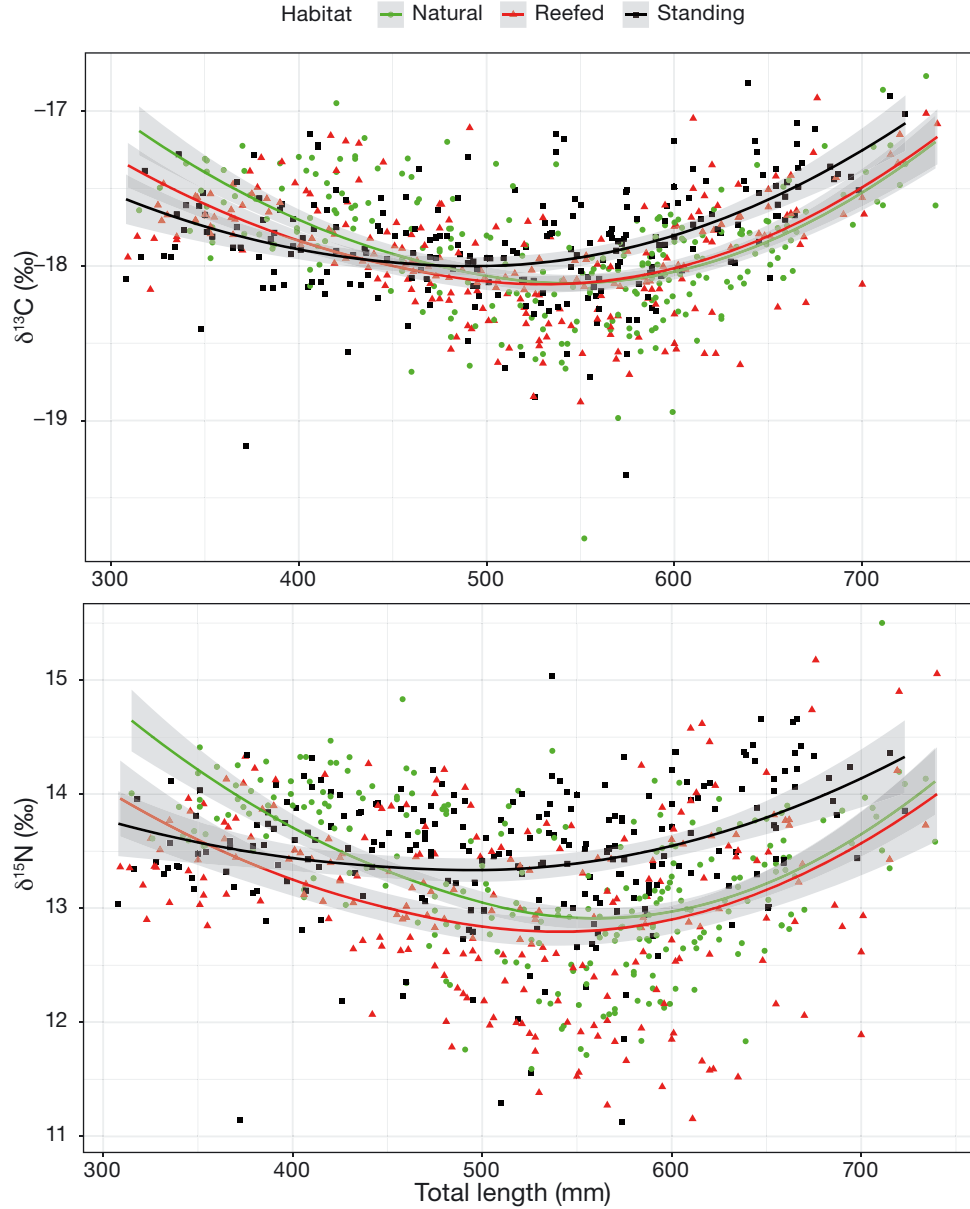 Habitat Natural Reefed Standing
–17
–18
–19
δ13C (‰)
300 400 500 600 700
15
14
13
12
11
δ15N (‰)
300 400 500 600 700
Total length (mm)